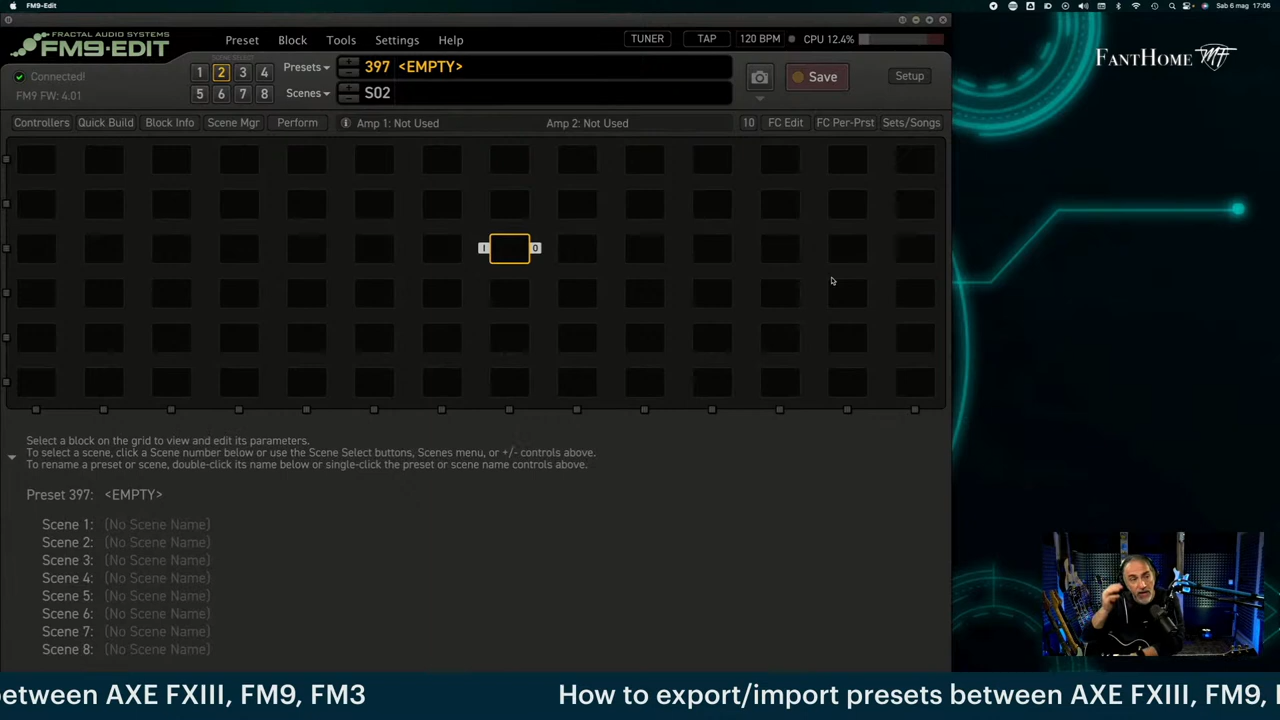 FM9-Edit
Sab 6 mag 17:06
FRACTAL AUDIO SYSTEMS
FM9-EDIT
Preset Block Tools Settings Help
TUNER TAP 120 BPM CPU 12.4%
Connected!
FM9 FW: 4.01
SCENE SELECT
1 2 3 4
5 6 7 8
Presets 397 <EMPTY>
Scenes S02
Save
Setup
Controllers Quick Build Block Info Scene Mgr Perform Amp 1: Not Used Amp 2: Not Used 10 FC Edit FC Per-Prst Sets/Songs
I O
Select a block on the grid to view and edit its parameters.
To select a scene, click a Scene number below or use the Scene Select buttons, Scenes menu, or +/- controls above.
To rename a preset or scene, double-click its name below or single-click the preset or scene name controls above.
Preset 397: <EMPTY>
Scene 1: (No Scene Name)
Scene 2: (No Scene Name)
Scene 3: (No Scene Name)
Scene 4: (No Scene Name)
Scene 5: (No Scene Name)
Scene 6: (No Scene Name)
Scene 7: (No Scene Name)
Scene 8: (No Scene Name)
FANTHOME
etween AXE FXIII, FM9, FM3 How to export/import presets between AXE FXIII, FM9,